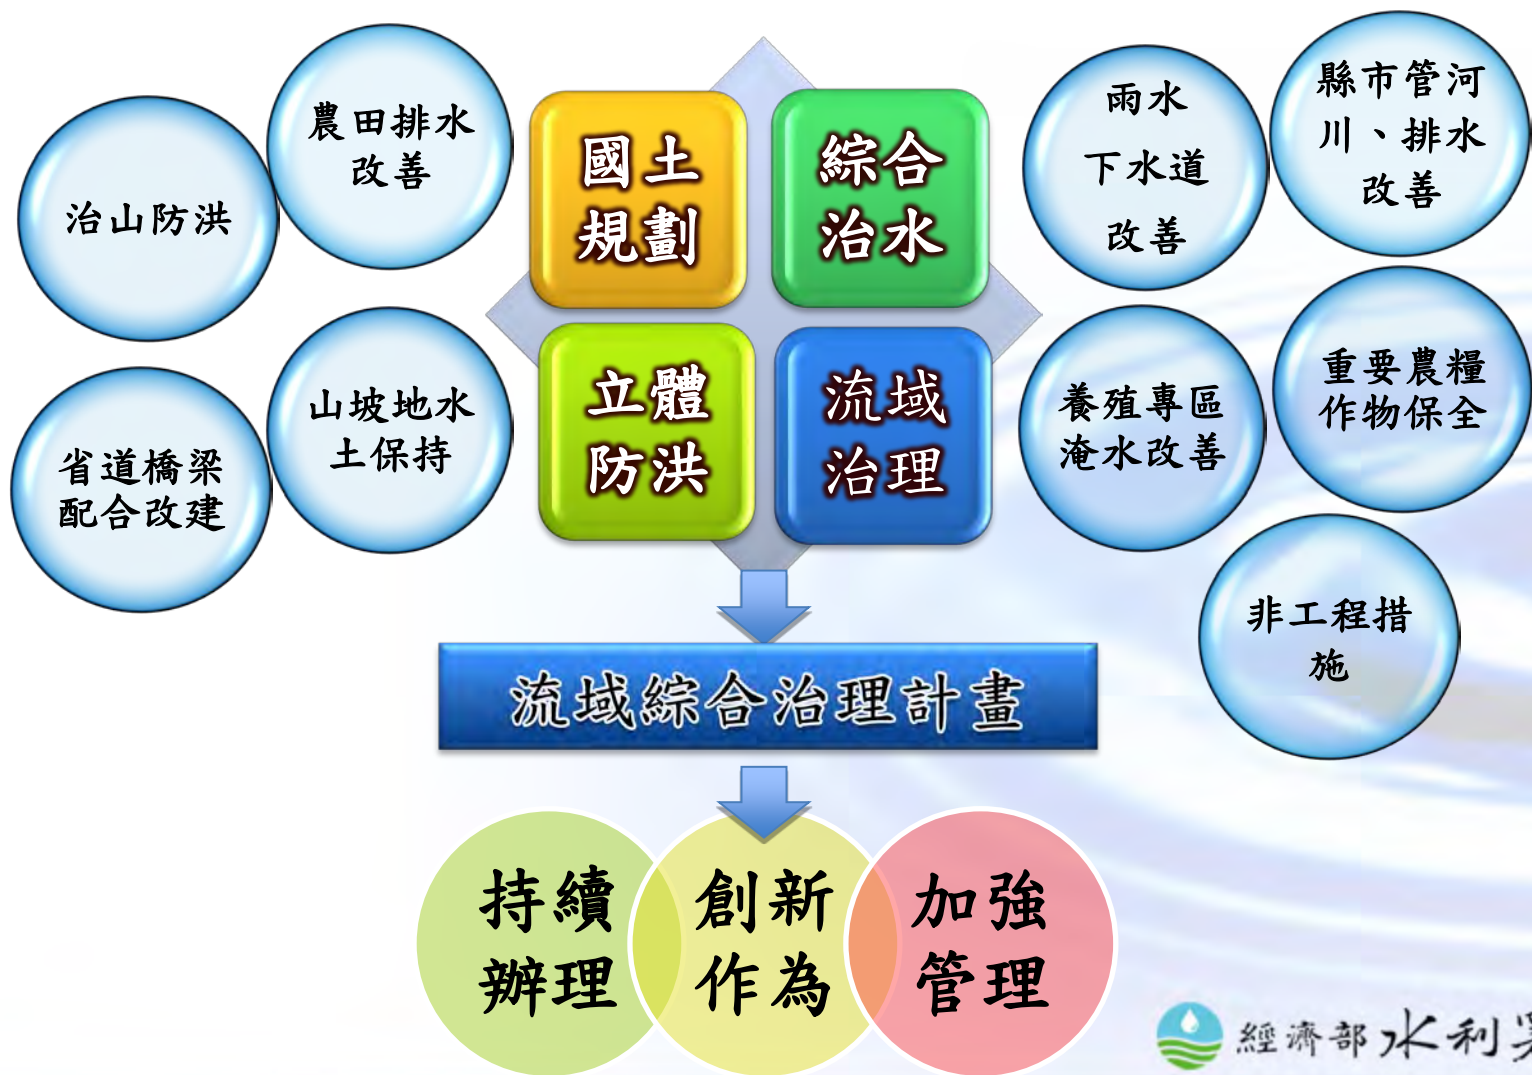 治山防洪
農田排水
改善
省道橋梁
配合改建
山坡地水
土保持
國土
規劃
綜合
治水
立體
防洪
流域
治理
雨水
下水道
改善
縣市管河
川、排水
改善
養殖專區
淹水改善
重要農糧
作物保全
非工程措
施
流域綜合治理計畫
持續
辦理
創新
作為
加強
管理
經濟部水利